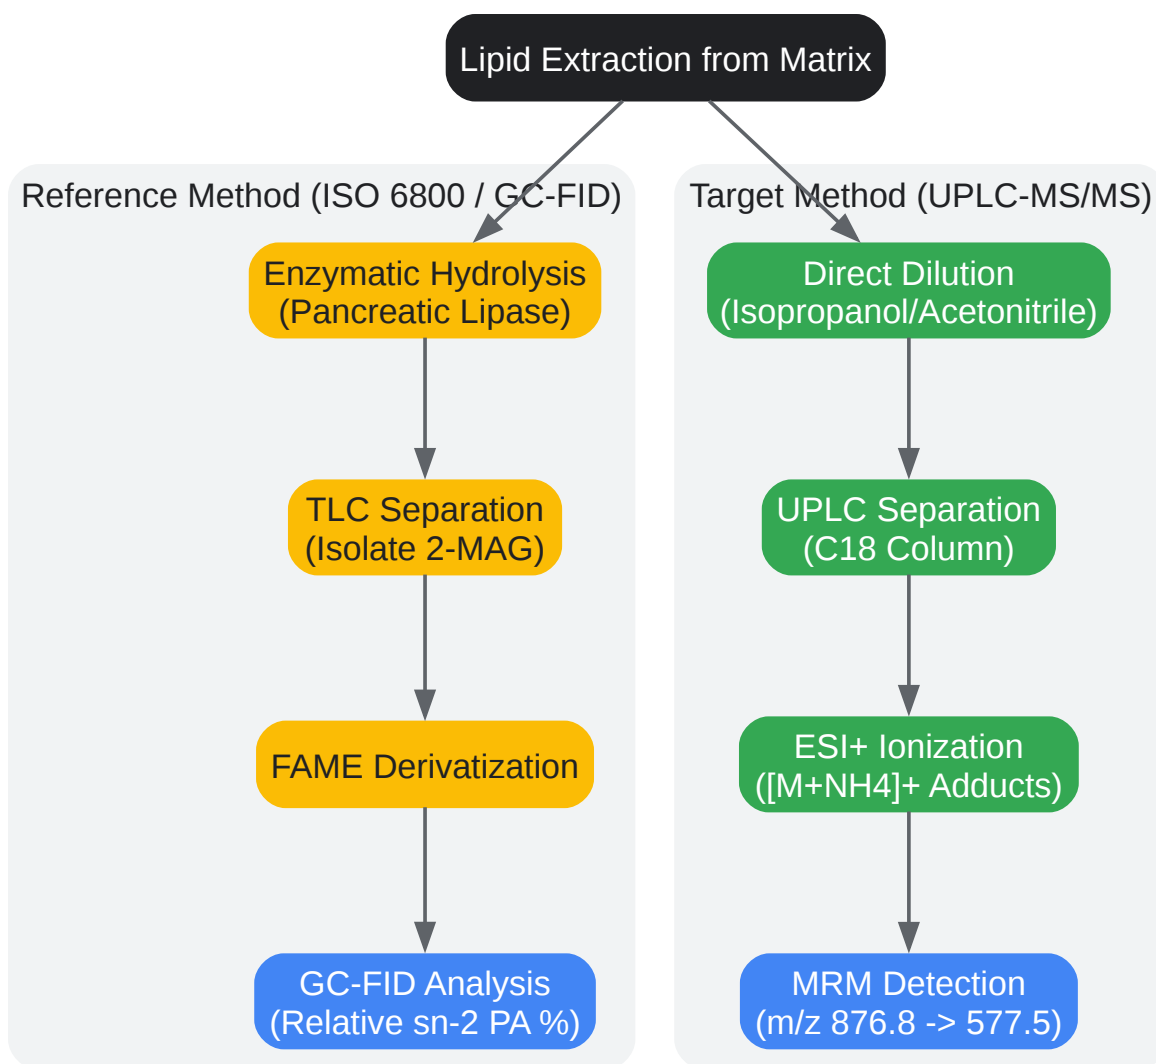 Lipid Extraction from Matrix
Reference Method (ISO 6800 / GC-FID)
Enzymatic Hydrolysis
(Pancreatic Lipase)
TLC Separation
(Isolate 2-MAG)
FAME Derivatization
GC-FID Analysis
(Relative sn-2 PA %)
Target Method (UPLC-MS/MS)
Direct Dilution
(Isopropanol/Acetonitrile)
UPLC Separation
(C18 Column)
ESI+ Ionization
([M+NH4]+ Adducts)
MRM Detection
(m/z 876.8 -> 577.5)